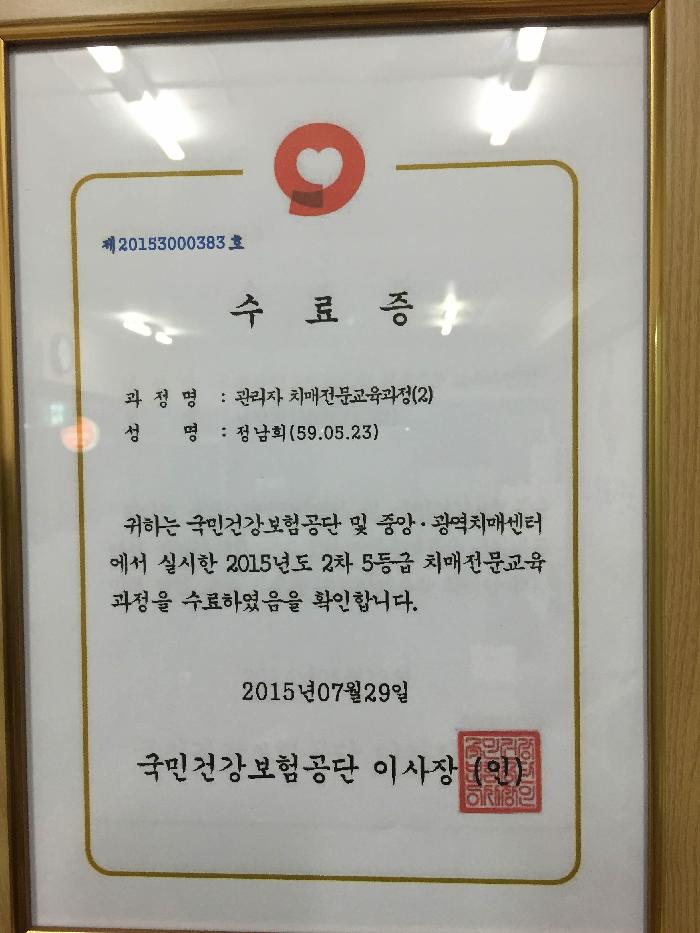 제20153000383호
수 료 증
과 정 명 : 관리자 치매전문교육과정(2)
성 명 : 정남희(59.05.23)
귀하는 국민건강보험공단 및 중앙·광역치매센터
에서 실시한 2015년도 2차 5등급 치매전문교육
과정을 수료하였음을 확인합니다.
2015년07월29일
국민건강보험공단 이사장 (인)